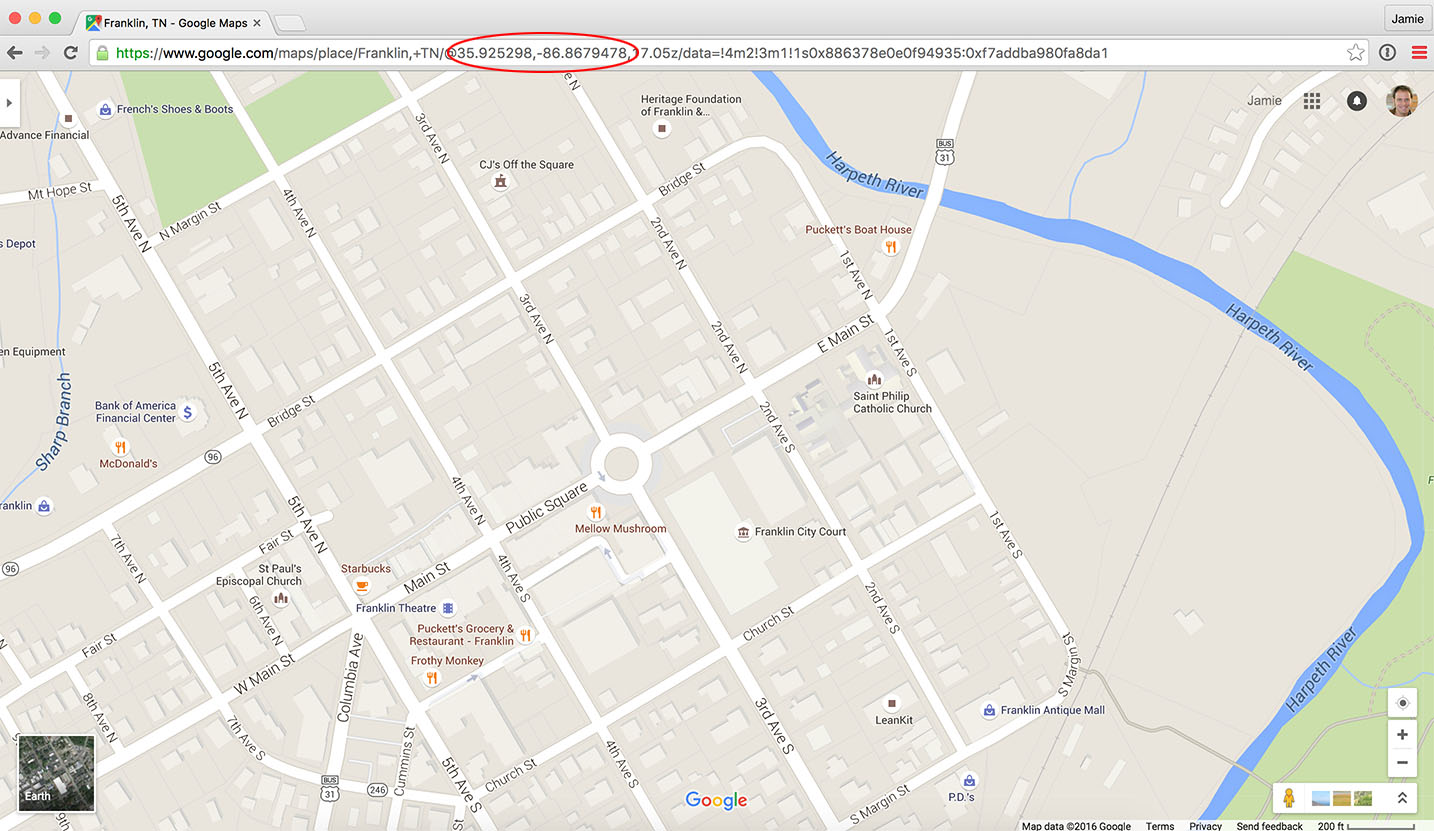 Franklin, TN - Google Maps
Jamie
https://www.google.com/maps/place/Franklin,+TN/@35.925298,-86.8679478,17.05z/data=!4m2!3m1!1s0x886378e0e0f94935:0xf7addba980fa8da1
French's Shoes & Boots
Advance Financial
Heritage Foundation
of Franklin &...
Jamie
3rd Ave N
CJ's Off the Square
BUS
31
Harpeth River
Mt Hope St
4th Ave N
5th Ave N
N Margin St
Bridge St
2nd Ave N
s Depot
Puckett's Boat House
1st Ave N
3rd Ave N
2nd Ave N
E Main St
1st Ave S
Harpeth River
en Equipment
5th Ave N
Saint Philip
Catholic Church
Sharp Branch
Bank of America
Financial Center
$
Bridge St
2nd Ave S
McDonald's
96
4th Ave N
Public Square
ranklin
5th Ave N
Mellow Mushroom
Franklin City Court
1st Ave S
7th Ave N
Fair St
96
St Paul's
Episcopal Church
Starbucks
Main St
4th Ave S
Franklin Theatre
2nd Ave S
6th Ave N
Church St
Puckett's Grocery &
Restaurant - Franklin
Fair St
Frothy Monkey
W Main St
S Margin St
Harpeth River
Columbia Ave
8th Ave N
7th Ave S
3rd Ave S
LeanKit
Franklin Antique Mall
Cummins St
4th Ave S
Church St
5th Ave S
BUS
31
246
P.D.'s
Earth
Google
S Margin St
9th
Map data ©2016 Google Terms Privacy Send feedback 200 ft